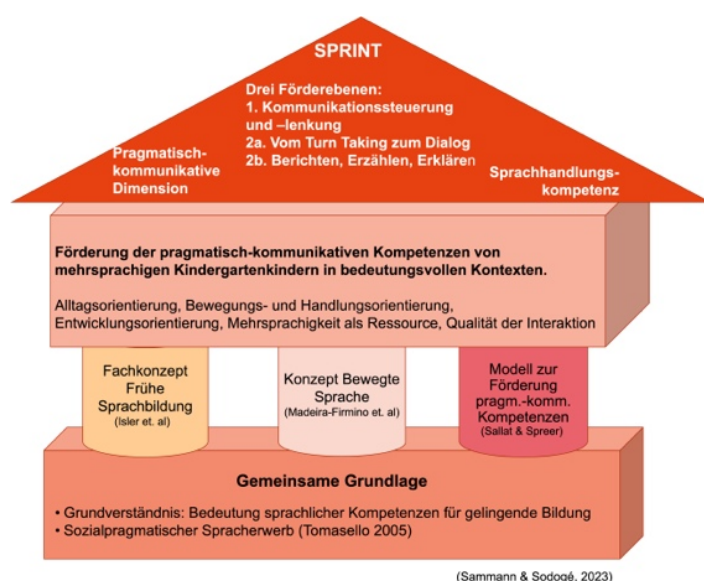 SPRINT
Drei Förderebenen:
1. Kommunikationssteuerung
und –lenkung
2a. Vom Turn Taking zum Dialog
2b. Berichten, Erzählen, Erklären
Pragmatisch-
kommunikative
Dimension
Sprachhandlungs-
kompetenz
Förderung der pragmatisch-kommunikativen Kompetenzen von
mehrsprachigen Kindergartenkindern in bedeutungsvollen Kontexten.
Alltagsorientierung, Bewegungs- und Handlungsorientierung,
Entwicklungsorientierung, Mehrsprachigkeit als Ressource, Qualität der Interaktion
Fachkonzept
Frühe
Sprachbildung
(Isler et. al)
Konzept Bewegte
Sprache
(Madeira-Firmino et. al)
Modell zur
Förderung
pragm.-komm.
Kompetenzen
(Sallat & Spreer)
Gemeinsame Grundlage
• Grundverständnis: Bedeutung sprachlicher Kompetenzen für gelingende Bildung
• Sozialpragmatischer Spracherwerb (Tomasello 2005)
(Sammann & Sodogé, 2023)